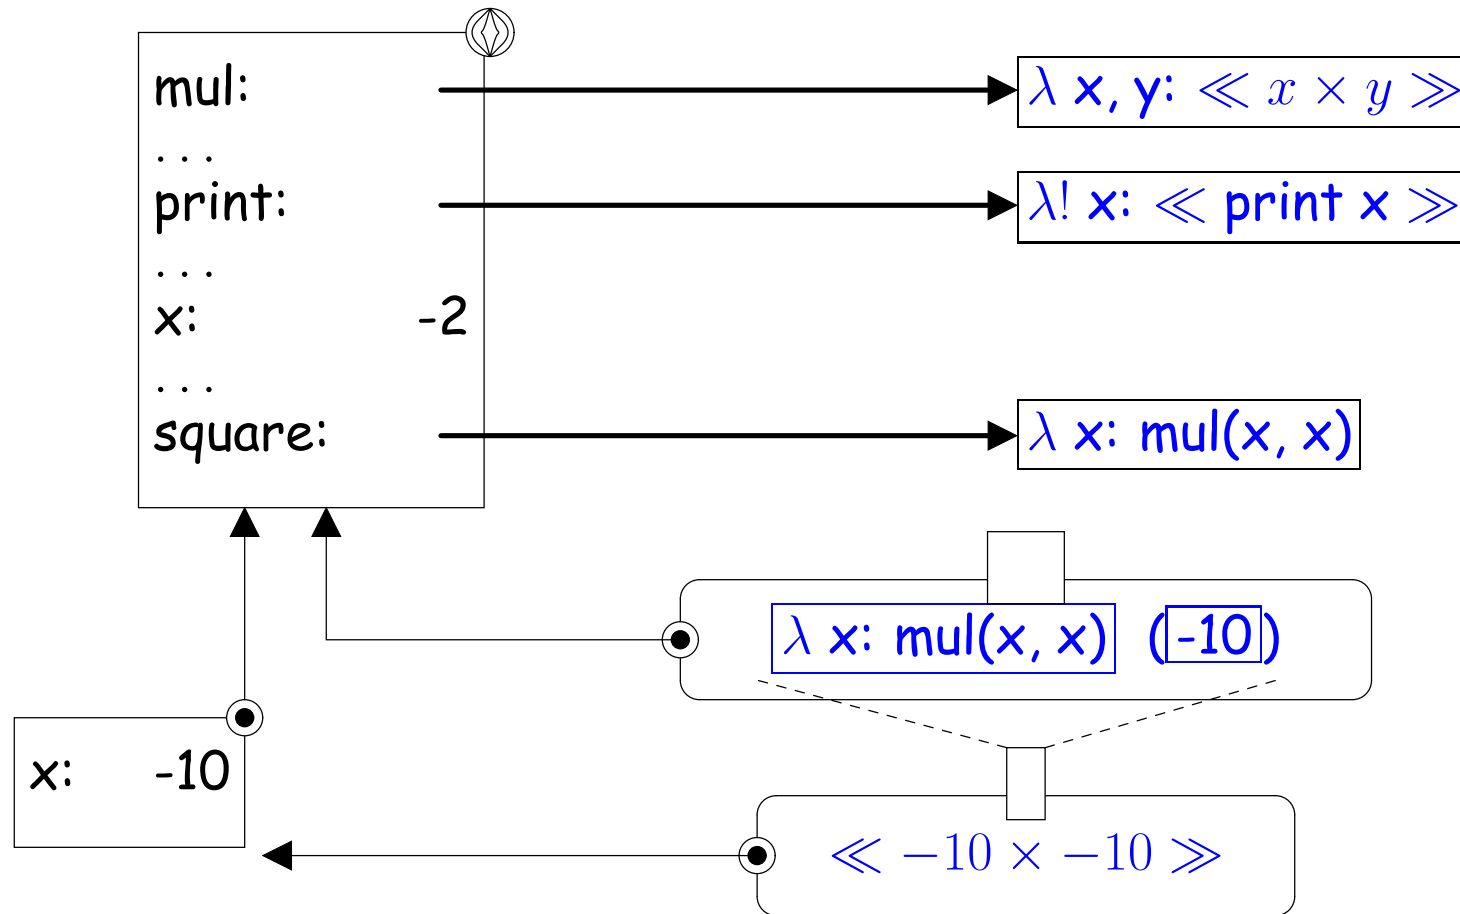 mul:
λ x, y: ≪ x × y ≫
. . .
print:
λ! x: ≪ print x ≫
. . .
x: -2
. . .
square:
λ x: mul(x, x)
λ x: mul(x, x) (-10)
x: -10
≪ −10 × −10 ≫